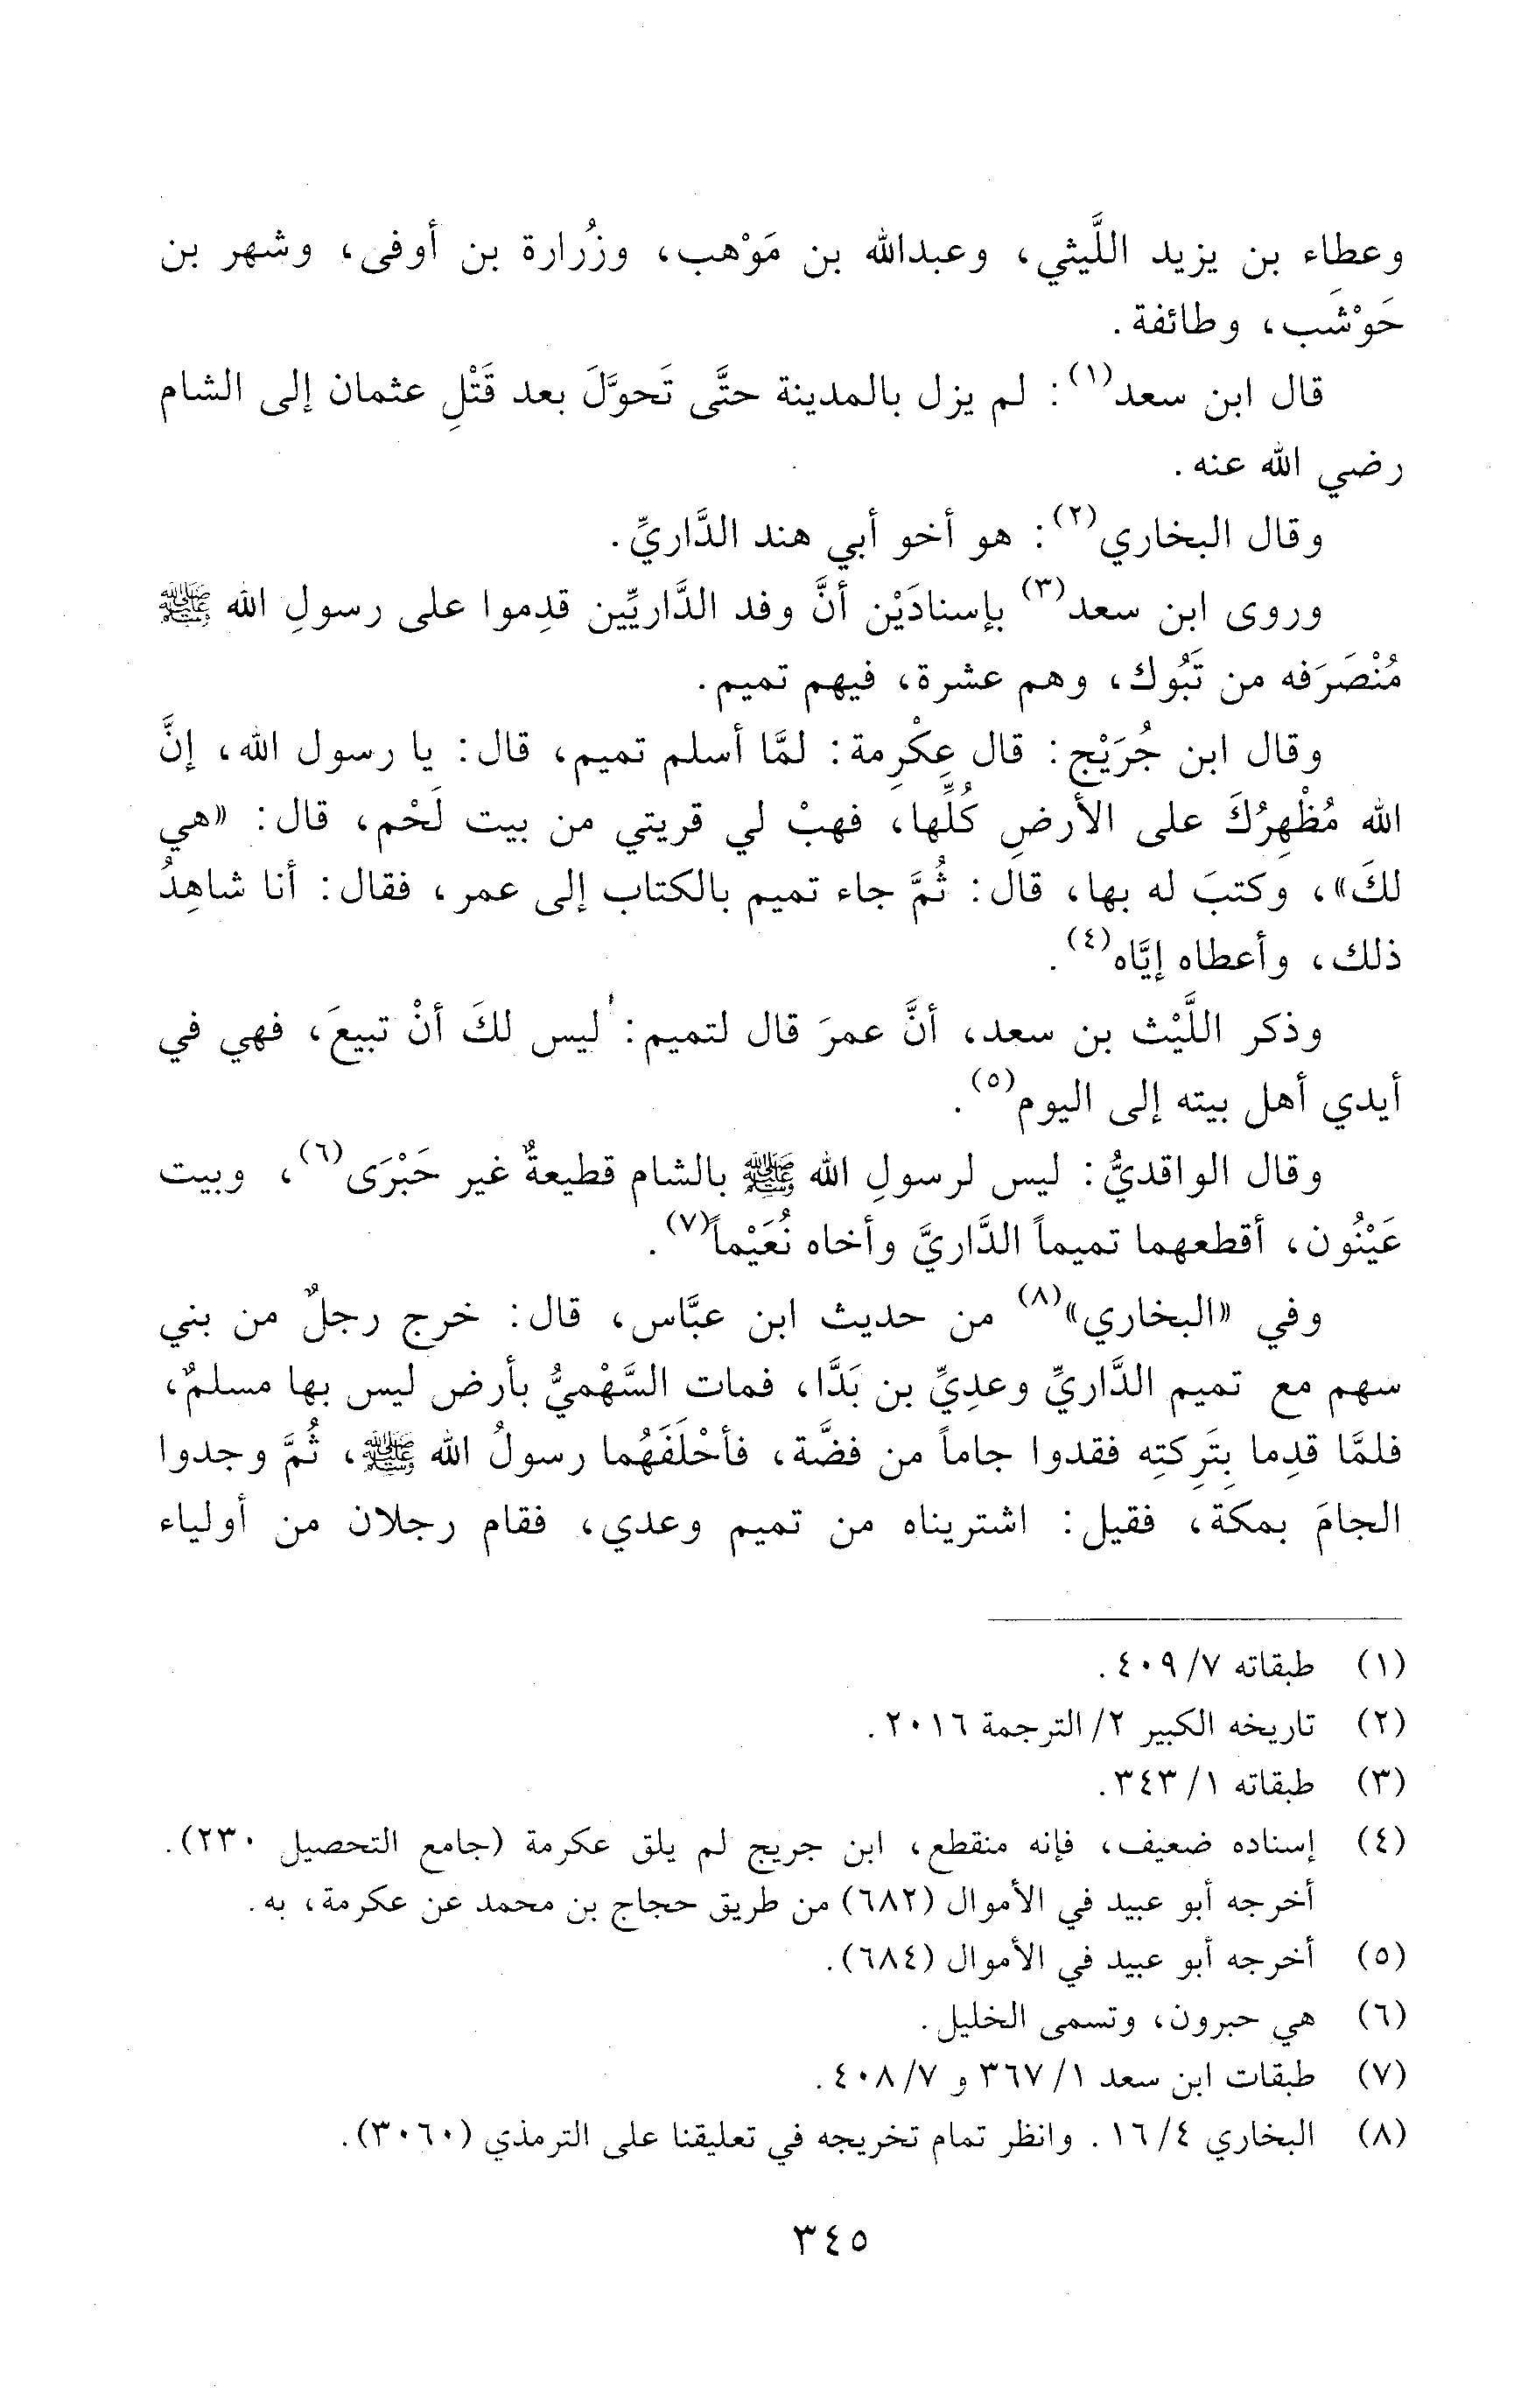 وعطاء بن يزيد اللَّيثي، وعبدالله بن مَوْهب، وزُرارة بن أوفى، وشهر بن
حَوْشَب، وطائفة.
قال ابن سعد(١): لم يزل بالمدينة حتَّى تَحوَّلَ بعد قَتْلِ عثمان إلى الشام
رضي الله عنه.
وقال البخاري(٢): هو أخو أبي هند الدَّاريِّ.
وروى ابن سعد(٣) بإسنادَيْن أنَّ وفد الدَّاريِّين قدِموا على رسولِ الله ﷺ
مُنْصَرَفه من تَبُوك، وهم عشرة، فيهم تميم.
وقال ابن جُرَيْج: قال عِكْرِمة: لمَّا أسلم تميم، قال: يا رسول الله، إنَّ
الله مُظْهِرُكَ على الأرضِ كُلِّها، فهبْ لي قريتي من بيت لَحْم، قال: «هي
لكَ»، وكتبَ له بها، قال: ثُمَّ جاء تميم بالكتاب إلى عمر، فقال: أنا شاهِدُ
ذلك، وأعطاه إيَّاه(٤).
وذكر اللَّيْث بن سعد، أنَّ عمرَ قال لتميم: ليس لكَ أنْ تبيعَ، فهي في
أيدي أهل بيته إلى اليوم(٥).
وقال الواقديُّ: ليس لرسولِ الله ﷺ بالشام قطيعةٌ غير حَبْرَى(٦)، وبيت
عَيْنُون، أقطعهما تميماً الدَّاريَّ وأخاه نُعَيْماً(٧).
وفي «البخاري»(٨) من حديث ابن عبَّاس، قال: خرج رجلٌ من بني
سهم مع تميم الدَّاريِّ وعدِيِّ بن بَدَّا، فمات السَّهْميُّ بأرض ليس بها مسلمٌ،
فلمَّا قدِما بِتَرِكتِه فقدوا جاماً من فضَّة، فأحْلَفَهُما رسولُ الله ﷺ، ثُمَّ وجدوا
الجامَ بمكة، فقيل: اشتريناه من تميم وعدي، فقام رجلان من أولياء
(١) طبقاته ٧/ ٤٠٩.
(٢) تاريخه الكبير ٢/ الترجمة ٢٠١٦.
(٣) طبقاته ١/ ٣٤٣.
(٤) إسناده ضعيف، فإنه منقطع، ابن جريج لم يلق عكرمة (جامع التحصيل ٢٣٠).
أخرجه أبو عبيد في الأموال (٦٨٢) من طريق حجاج بن محمد عن عكرمة، به.
(٥) أخرجه أبو عبيد في الأموال (٦٨٤).
(٦) هي حبرون، وتسمى الخليل.
(٧) طبقات ابن سعد ١/ ٣٦٧ و ٧/ ٤٠٨.
(٨) البخاري ٤/ ١٦. وانظر تمام تخريجه في تعليقنا على الترمذي (٣٠٦٠).
٣٤٥